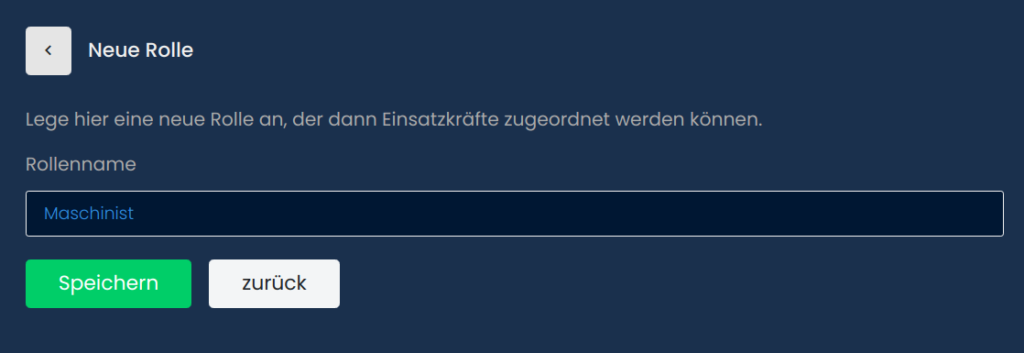 Neue Rolle
Lege hier eine neue Rolle an, der dann Einsatzkräfte zugeordnet werden können.
Rollenname
Maschinist
Speichern zurück